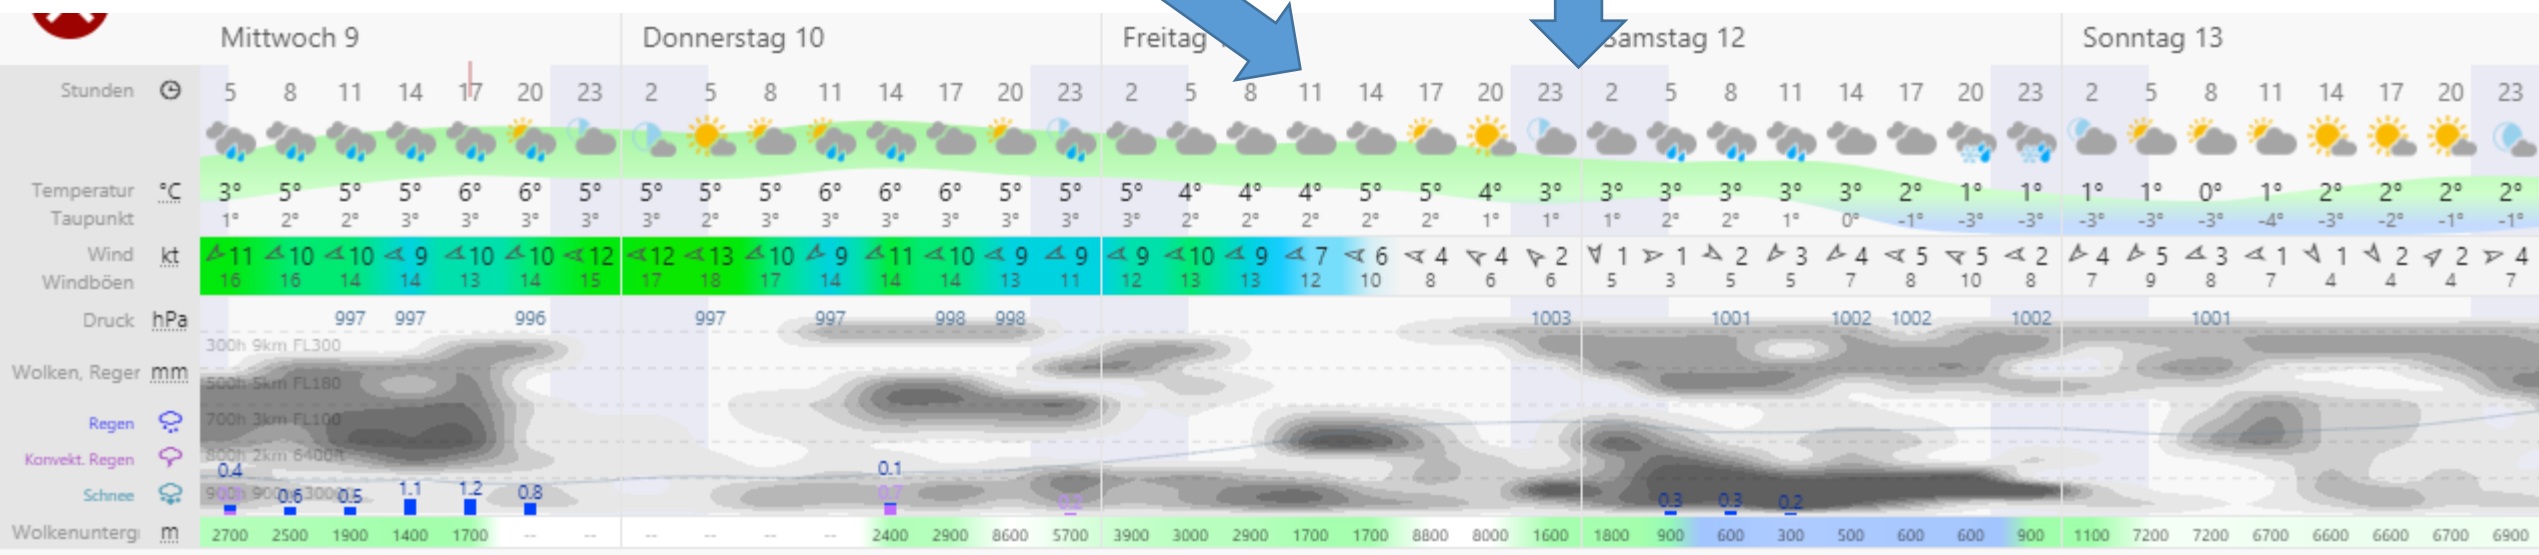 Mittwoch 9 Donnerstag 10 Freitag Samstag 12 Sonntag 13
Stunden 5 8 11 14 17 20 23 2 5 8 11 14 17 20 23 2 5 8 11 14 17 20 23 2 5 8 11 14 17 20 23 2 5 8 11 14 17 20 23
Temperatur °C 3° 5° 5° 5° 6° 6° 5° 5° 5° 5° 6° 6° 6° 5° 5° 5° 4° 4° 4° 5° 5° 4° 3° 3° 3° 3° 3° 3° 2° 1° 1° 1° 1° 0° 1° 2° 2° 2° 2°
Taupunkt 1° 2° 2° 3° 3° 3° 3° 3° 2° 2° 3° 3° 3° 3° 3° 3° 2° 2° 2° 2° 2° 1° 1° 1° 2° 2° 1° 0° -1° -3° -3° -3° -3° -3° -4° -3° -2° -1° -1°
Wind kt 11 10 10 9 10 10 12 12 13 10 9 11 10 9 9 9 10 9 7 6 4 4 2 1 1 2 3 4 5 5 2 4 5 3 1 1 2 2 4
Windböen 16 16 14 14 13 14 15 17 18 17 14 14 14 13 11 12 13 13 12 10 8 6 6 5 3 5 5 7 8 10 8 7 9 8 7 4 4 4 7
Druck hPa 997 997 996 997 997 998 998 1003 1001 1002 1002 1002 1001
300h 9km FL300
Wolken, Reger mm
500h 5km FL180
700h 3km FL100
Regen
800h 2km 6400ft
Konvekt. Regen
0.4 0.1
Schnee
900h 900m 3000ft
0.6 0.5 1.1 1.2 0.8 0.7 0.2 0.3 0.3 0.2
Wolkenunterg m 2700 2500 1900 1400 1700 -- -- -- -- -- -- 2400 2900 8600 5700 3900 3000 2900 1700 1700 8800 8000 1600 1800 900 600 300 500 600 600 900 1100 7200 7200 6700 6600 6600 6700 6900